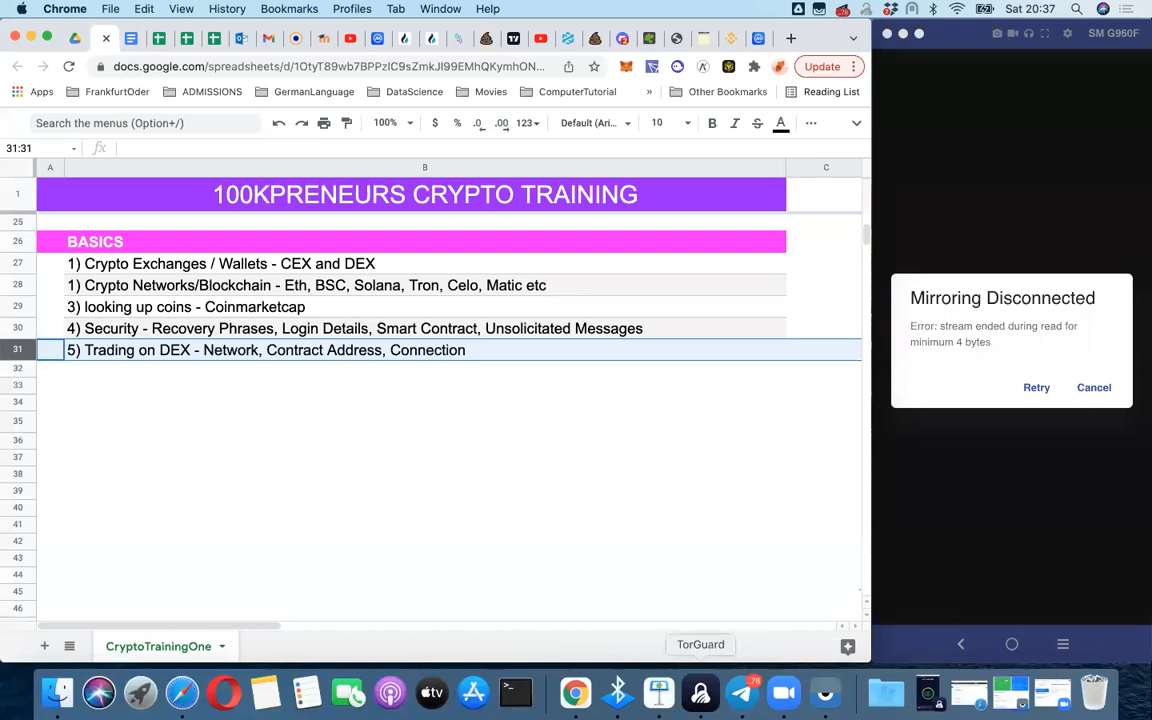 Chrome File Edit View History Bookmarks Profiles Tab Window Help Sat 20:37
docs.google.com/spreadsheets/d/1OtyT89wb7BPPzIC9sZmkJl99EMhQKymhON... Update
Apps FrankfurtOder ADMISSIONS GermanLanguage DataScience Movies ComputerTutorial » Other Bookmarks Reading List
Search the menus (Option+/) 100% $ % .0 .00 123 Default (Ari... 10 B I S A
31:31 fx
A B C
1 100KPRENEURS CRYPTO TRAINING
25
26 BASICS
27 1) Crypto Exchanges / Wallets - CEX and DEX
28 1) Crypto Networks/Blockchain - Eth, BSC, Solana, Tron, Celo, Matic etc
29 3) looking up coins - Coinmarketcap
30 4) Security - Recovery Phrases, Login Details, Smart Contract, Unsolicitated Messages
31 5) Trading on DEX - Network, Contract Address, Connection
32
33
34
35
36
37
38
39
40
41
42
43
44
45
46
CryptoTrainingOne
TorGuard
SM G960F
Mirroring Disconnected
Error: stream ended during read for
minimum 4 bytes
Retry Cancel
78